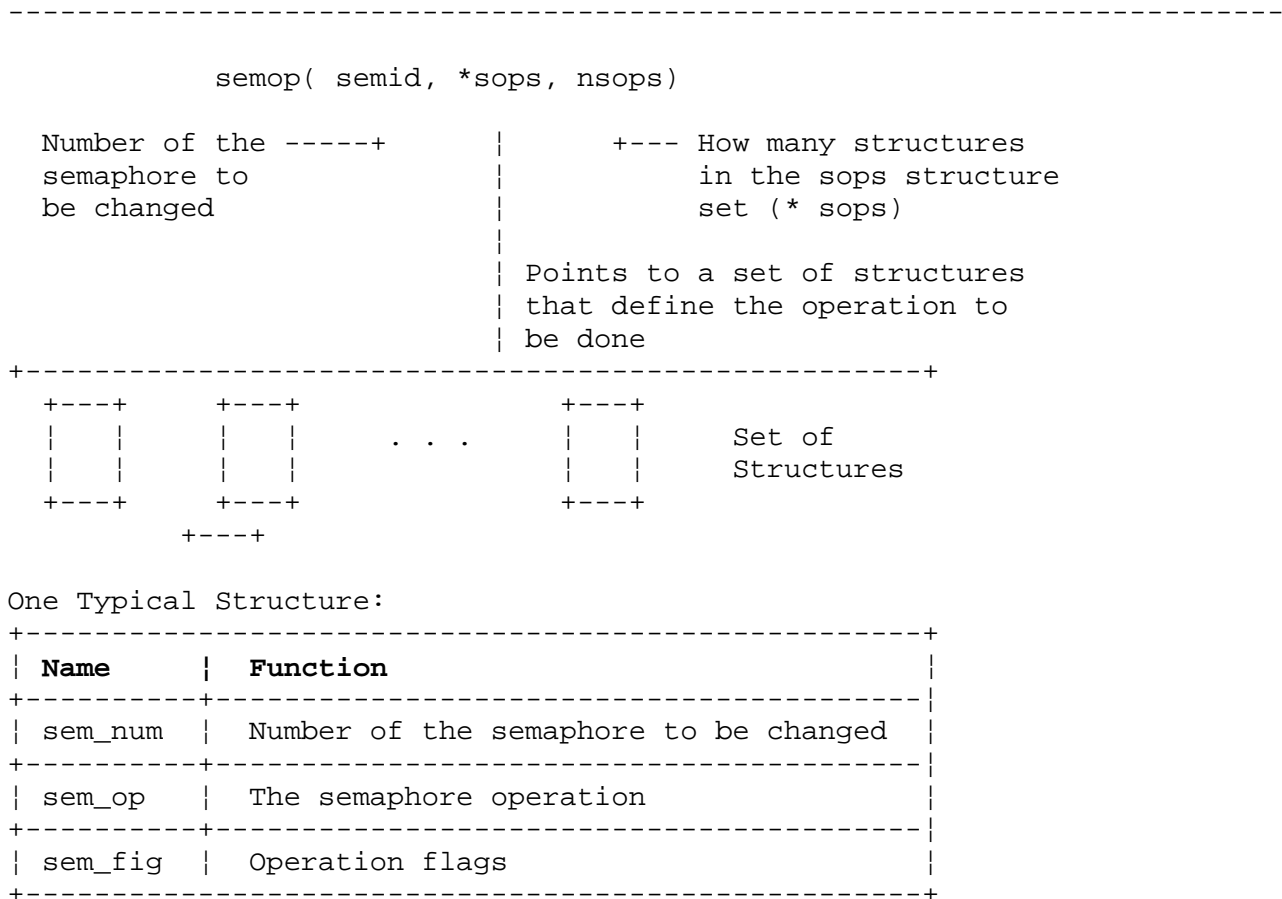 semop( semid, *sops, nsops)
Number of the -----+ ¦ +--- How many structures
semaphore to ¦ in the sops structure
be changed ¦ set (* sops)
¦
¦ Points to a set of structures
¦ that define the operation to
¦ be done
+----------------------------------------------------+
+---+ +---+ +---+
¦ ¦ ¦ ¦ . . . ¦ ¦ Set of
¦ ¦ ¦ ¦ ¦ ¦ Structures
+---+ +---+ +---+
+---+
One Typical Structure:
+----------------------------------------------------+
¦ Name ¦ Function ¦
+----------+-----------------------------------------¦
¦ sem_num ¦ Number of the semaphore to be changed ¦
+----------+-----------------------------------------¦
¦ sem_op ¦ The semaphore operation ¦
+----------+-----------------------------------------¦
¦ sem_fig ¦ Operation flags ¦
+----------------------------------------------------+